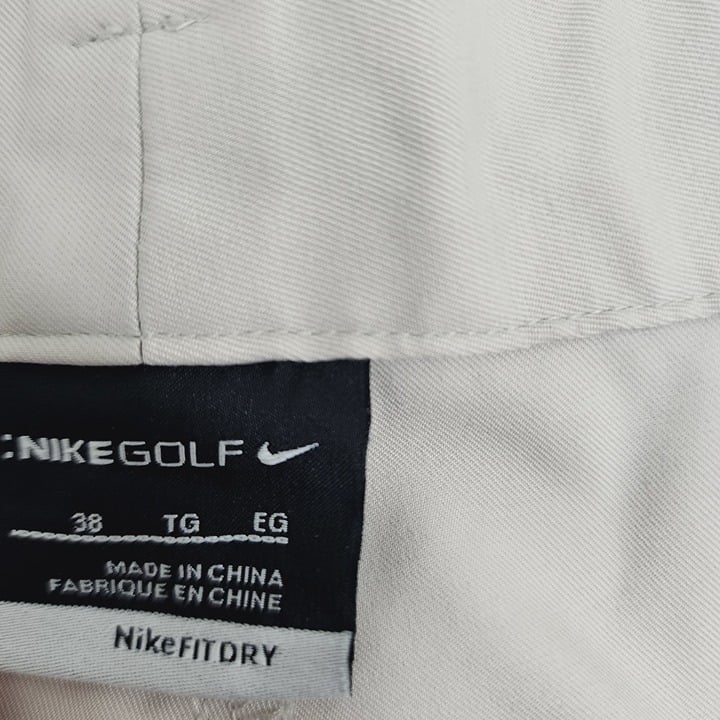 NIKEGOLF
38 TG EG
MADE IN CHINA
FABRIQUE EN CHINE
NikeFITDRY